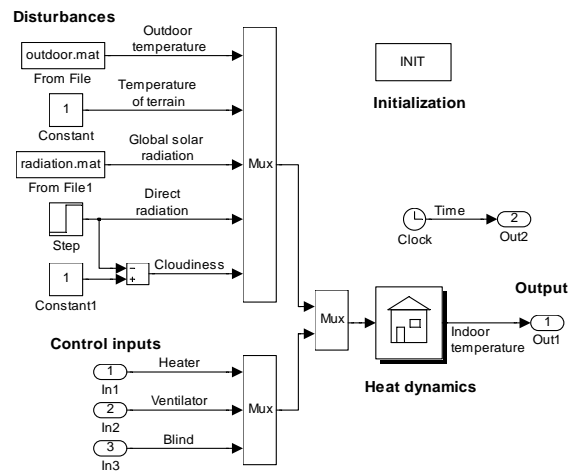 Disturbances
outdoor.mat
From File
Outdoor
temperature
1
Constant
Temperature
of terrain
radiation.mat
From File1
Global solar
radiation
Step
Direct
radiation
1
Constant1
−
+
Cloudiness
Mux
INIT
Initialization
Clock
Time
2
Out2
Control inputs
1
In1
Heater
2
In2
Ventilator
3
In3
Blind
Mux
Mux
Heat dynamics
Indoor
temperature
Output
1
Out1